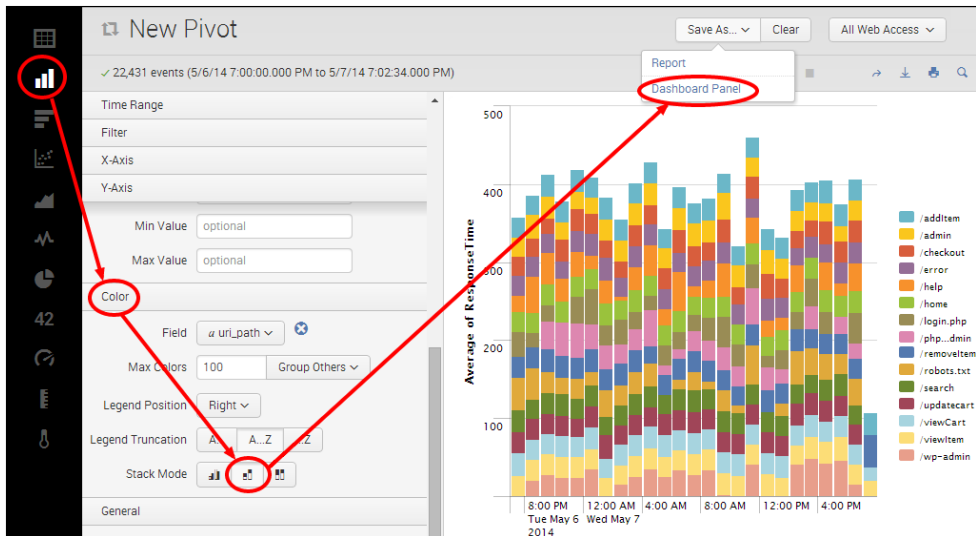 New Pivot
Save As...
Clear
All Web Access
22,431 events (5/6/14 7:00:00.000 PM to 5/7/14 7:02:34.000 PM)
Report
Dashboard Panel
Time Range
Filter
X-Axis
Y-Axis
Min Value
optional
Max Value
optional
Color
Field
a uri_path
Max Colors
100
Group Others
Legend Position
Right
Legend Truncation
A...Z
Stack Mode
General
42
Average of ResponseTime
500
400
300
200
100
8:00 PM
Tue May 6
2014
12:00 AM
Wed May 7
4:00 AM
8:00 AM
12:00 PM
4:00 PM
/addItem
/admin
/checkout
/error
/help
/home
/login.php
/php...dmin
/removeItem
/robots.txt
/search
/updatecart
/viewCart
/viewItem
/wp-admin